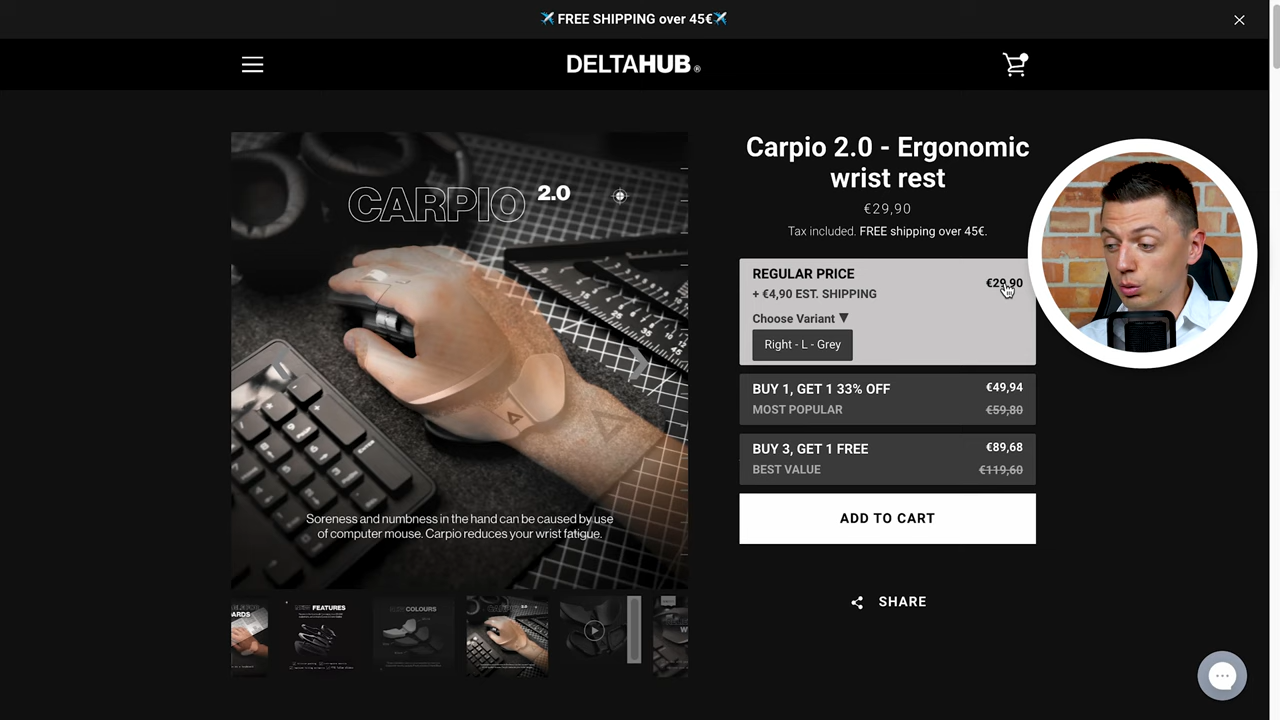 ✈️ FREE SHIPPING over 45€✈️
DELTAHUB®
CARPIO 2.0
Soreness and numbness in the hand can be caused by use
of computer mouse. Carpio reduces your wrist fatigue.
FEATURES
COLOURS
Carpio 2.0 - Ergonomic
wrist rest
€29,90
Tax included. FREE shipping over 45€.
REGULAR PRICE
€29,90
+ €4,90 EST. SHIPPING
Choose Variant ▼
Right - L - Grey
BUY 1, GET 1 33% OFF
€49,94
MOST POPULAR
€59,80
BUY 3, GET 1 FREE
€89,68
BEST VALUE
€119,60
ADD TO CART
SHARE